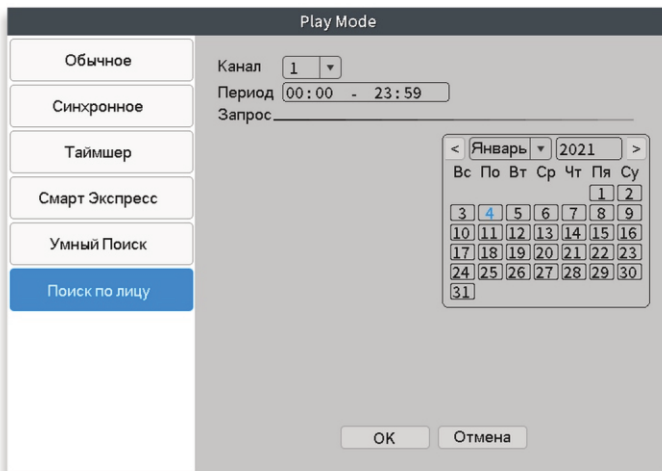 Play Mode
Обычное
Синхронное
Таймшер
Смарт Экспресс
Умный Поиск
Поиск по лицу
Канал 1
Период 00:00 - 23:59
Запрос
< Январь 2021 >
Вс По Вт Ср Чт Пя Су
1 2
3 4 5 6 7 8 9
10 11 12 13 14 15 16
17 18 19 20 21 22 23
24 25 26 27 28 29 30
31
OK Отмена